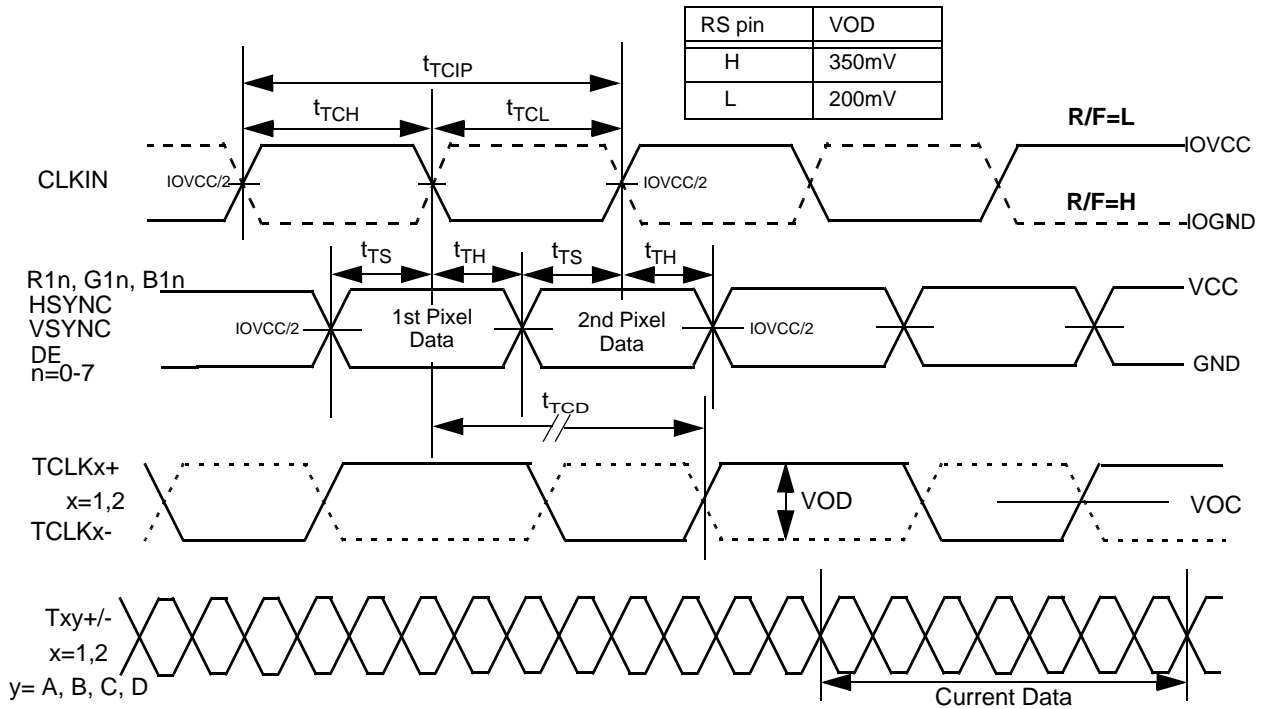 RS pin VOD
H 350mV
L 200mV
tTCIP
tTCH tTCL
R/F=L
IOVCC
CLKIN IOVCC/2 IOVCC/2
R/F=H
IOGND
tTS tTH tTS tTH
R1n, G1n, B1n
HSYNC
VSYNC
DE
n=0-7
IOVCC/2
1st Pixel
Data
2nd Pixel
Data
IOVCC/2
VCC
GND
tTCD
TCLKx+
x=1,2
TCLKx-
VOD
VOC
Txy+/-
x=1,2
y= A, B, C, D
Current Data